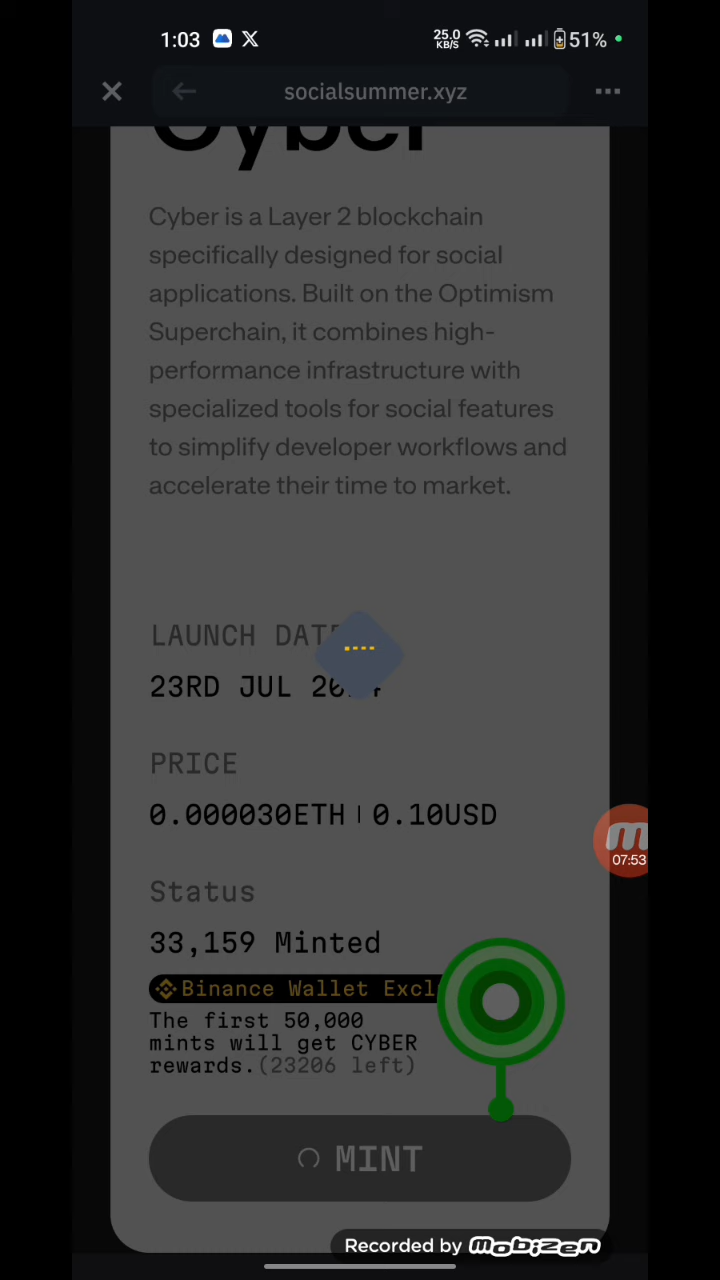 1:03
25.0
KB/S
51%
socialsummer.xyz
Cyber
Cyber is a Layer 2 blockchain
specifically designed for social
applications. Built on the Optimism
Superchain, it combines high-
performance infrastructure with
specialized tools for social features
to simplify developer workflows and
accelerate their time to market.
LAUNCH DATE
23RD JUL
PRICE
0.000030ETH | 0.10USD
07:53
Status
33,159 Minted
Binance Wallet Excl
The first 50,000
mints will get CYBER
rewards.(23206 left)
MINT
Recorded by mobizen